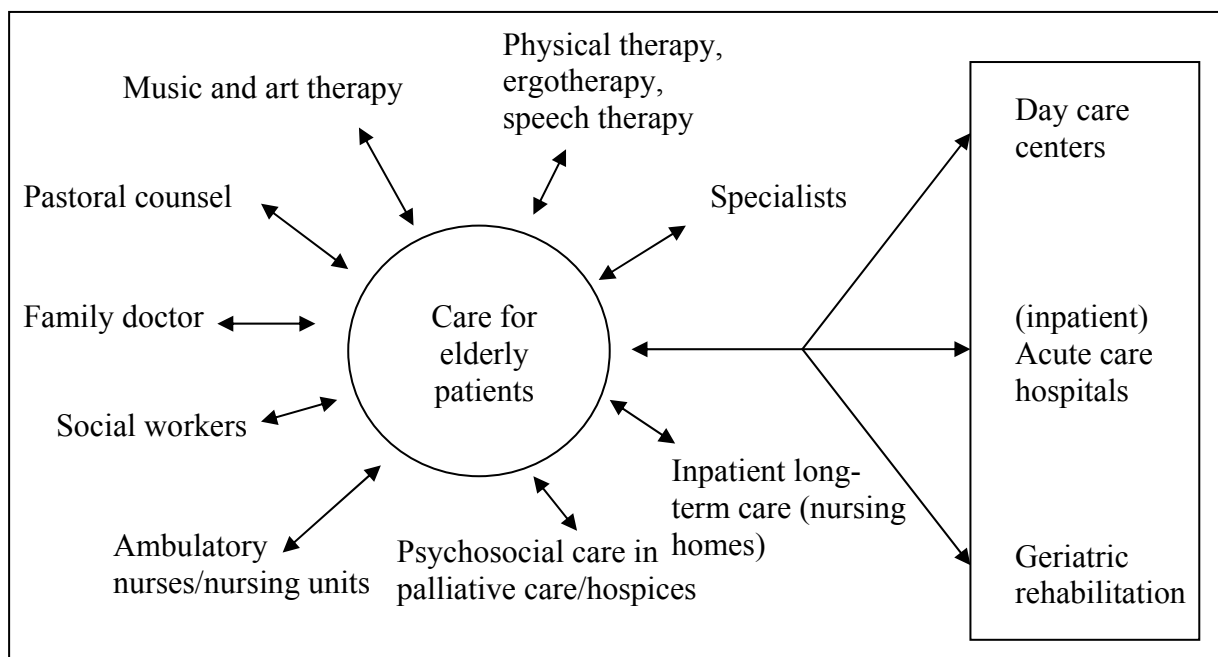 Physical therapy,
ergotherapy,
speech therapy
Music and art therapy
Day care
centers
Pastoral counsel
Specialists
Family doctor
Care for
elderly
patients
(inpatient)
Acute care
hospitals
Social workers
Inpatient long-
term care (nursing
homes)
Ambulatory
nurses/nursing units
Psychosocial care in
palliative care/hospices
Geriatric
rehabilitation